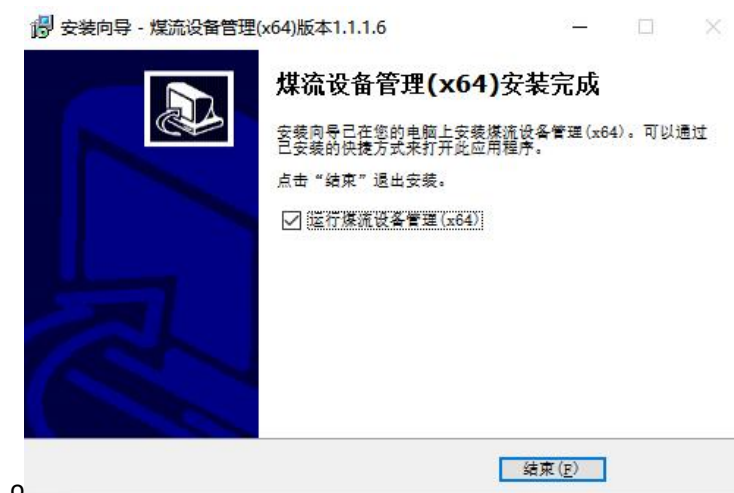 安装向导 - 煤流设备管理(x64)版本1.1.1.6
煤流设备管理(x64)安装完成
安装向导已在您的电脑上安装煤流设备管理(x64)。可以通过
已安装的快捷方式来打开此应用程序。
点击“结束”退出安装。
运行煤流设备管理(x64)
结束(F)